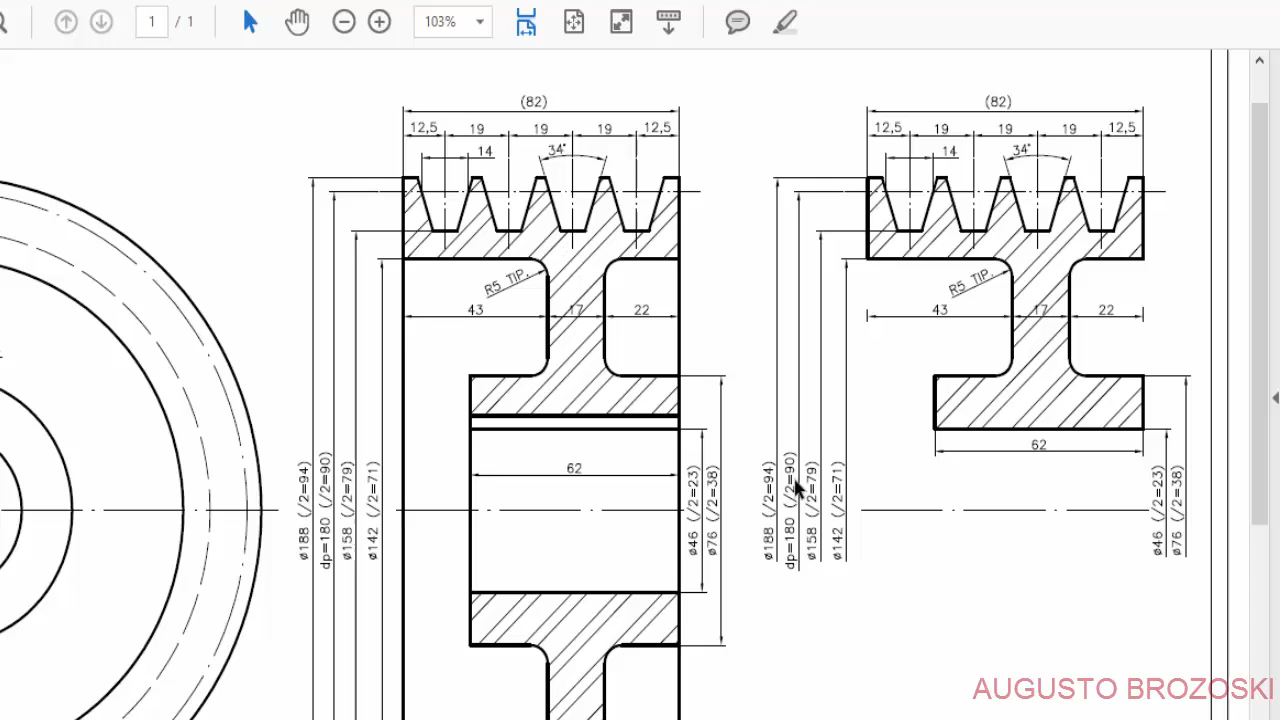 1 / 1
103%
(82)
12,5 19 19 19 12,5
14 34°
R5 TIP.
43 17 22
62
ø188 (/2=94)
dp=180 (/2=90)
ø158 (/2=79)
ø142 (/2=71)
ø46 (/2=23)
ø76 (/2=38)
(82)
12,5 19 19 19 12,5
14 34°
R5 TIP.
43 17 22
62
ø188 (/2=94)
dp=180 (/2=90)
ø158 (/2=79)
ø142 (/2=71)
ø46 (/2=23)
ø76 (/2=38)
AUGUSTO BROZOSKI